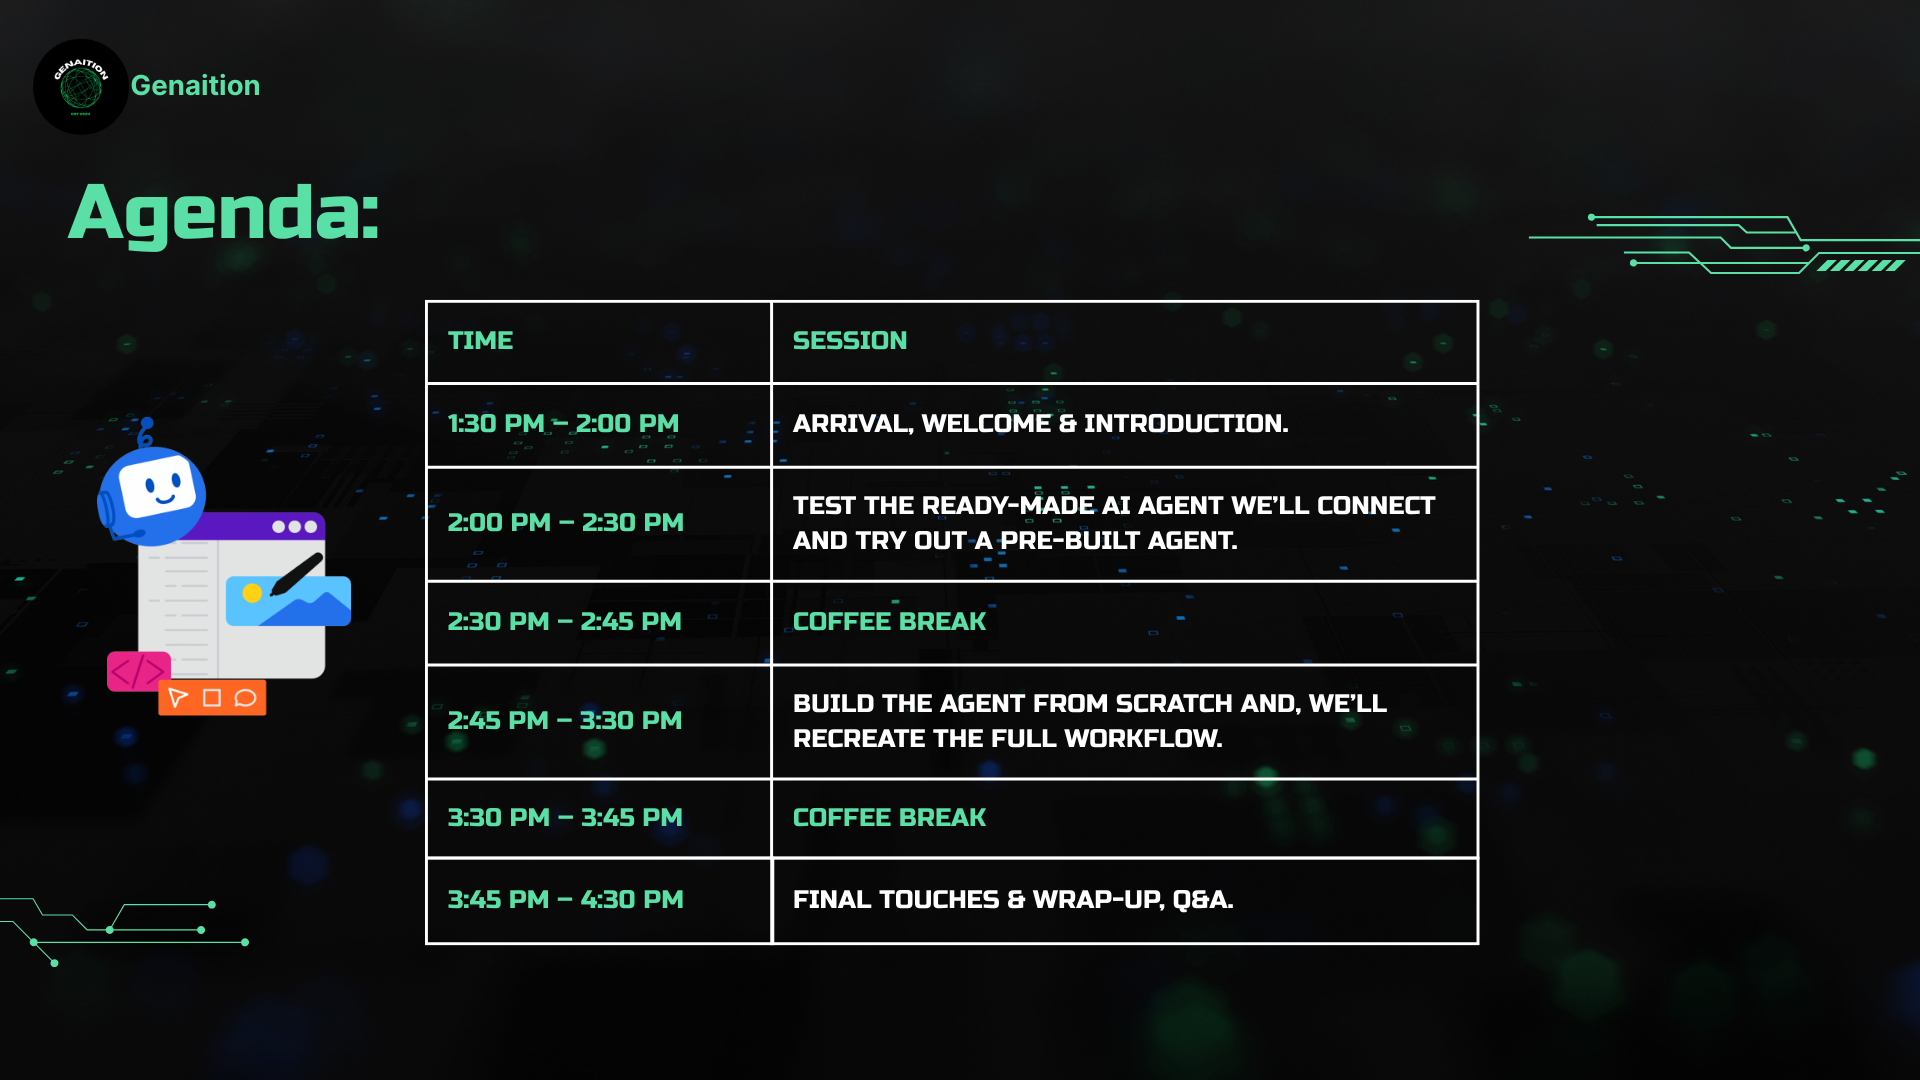 GENAITION
Genaition
Agenda:
TIME
SESSION
1:30 PM – 2:00 PM
ARRIVAL, WELCOME & INTRODUCTION.
2:00 PM – 2:30 PM
TEST THE READY-MADE AI AGENT WE’LL CONNECT
AND TRY OUT A PRE-BUILT AGENT.
2:30 PM – 2:45 PM
COFFEE BREAK
2:45 PM – 3:30 PM
BUILD THE AGENT FROM SCRATCH AND, WE’LL
RECREATE THE FULL WORKFLOW.
3:30 PM – 3:45 PM
COFFEE BREAK
3:45 PM – 4:30 PM
FINAL TOUCHES & WRAP-UP, Q&A.